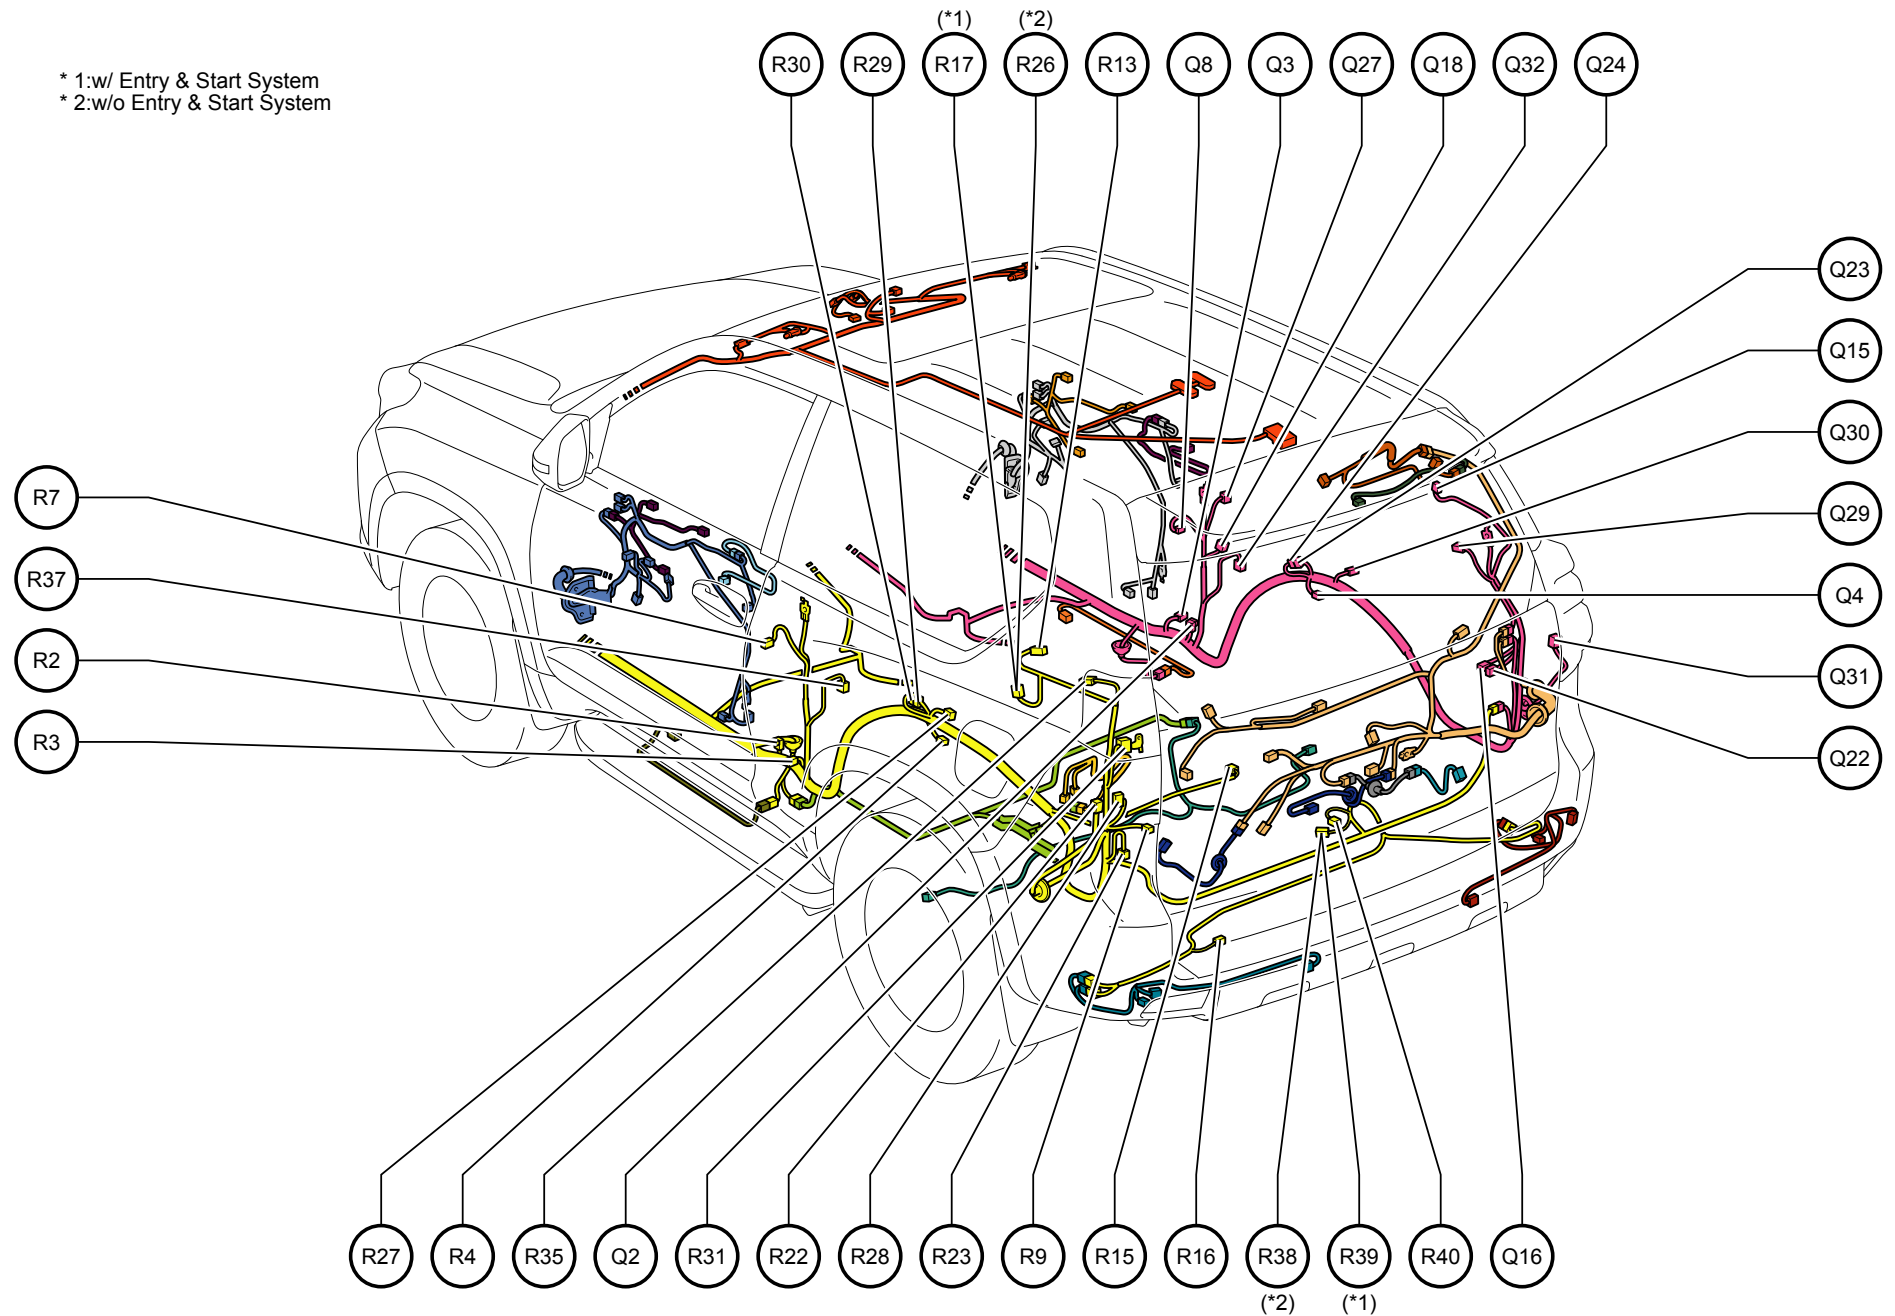 (*1)
(*2)
R30
R29
R17
R26
R13
Q8
Q3
Q27
Q18
Q32
Q24
* 1:w/ Entry & Start System
* 2:w/o Entry & Start System
Q23
Q15
Q30
R7
Q29
R37
Q4
R2
Q31
R3
Q22
R27
R4
R35
Q2
R31
R22
R28
R23
R9
R15
R16
R38
R39
R40
Q16
(*2)
(*1)